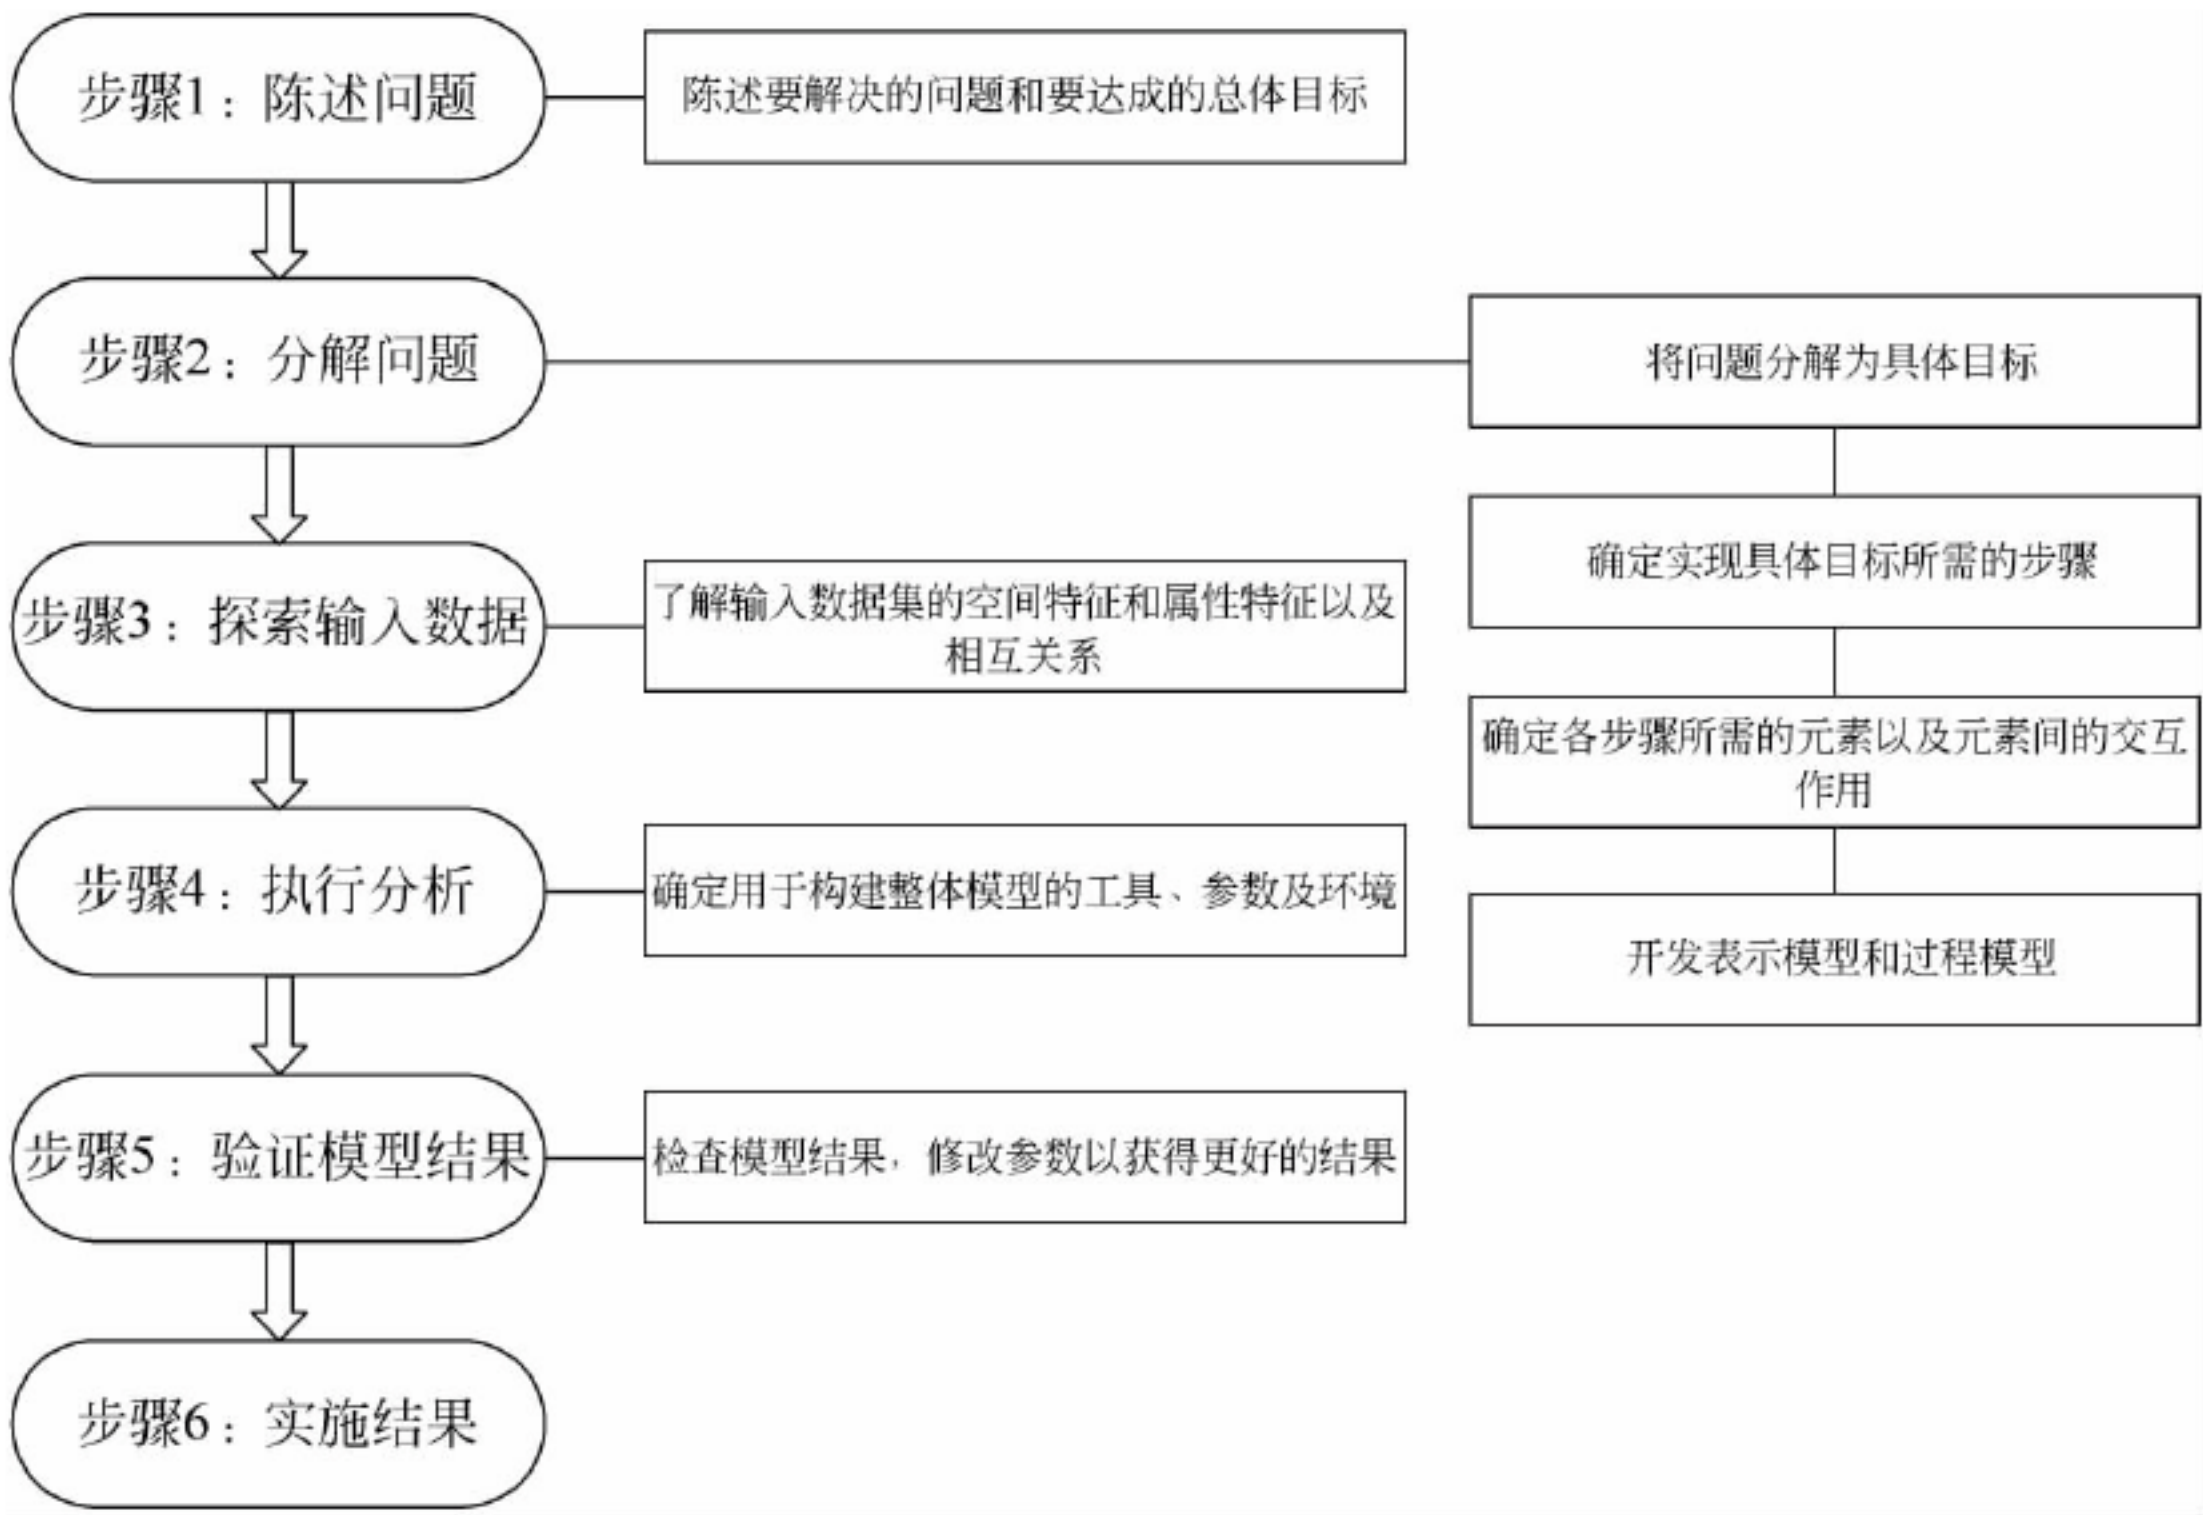 步骤1：陈述问题
陈述要解决的问题和要达成的总体目标
步骤2：分解问题
将问题分解为具体目标
确定实现具体目标所需的步骤
确定各步骤所需的元素以及元素间的交互
作用
开发表示模型和过程模型
步骤3：探索输入数据
了解输入数据集的空间特征和属性特征以及
相互关系
步骤4：执行分析
确定用于构建整体模型的工具、参数及环境
步骤5：验证模型结果
检查模型结果，修改参数以获得更好的结果
步骤6：实施结果